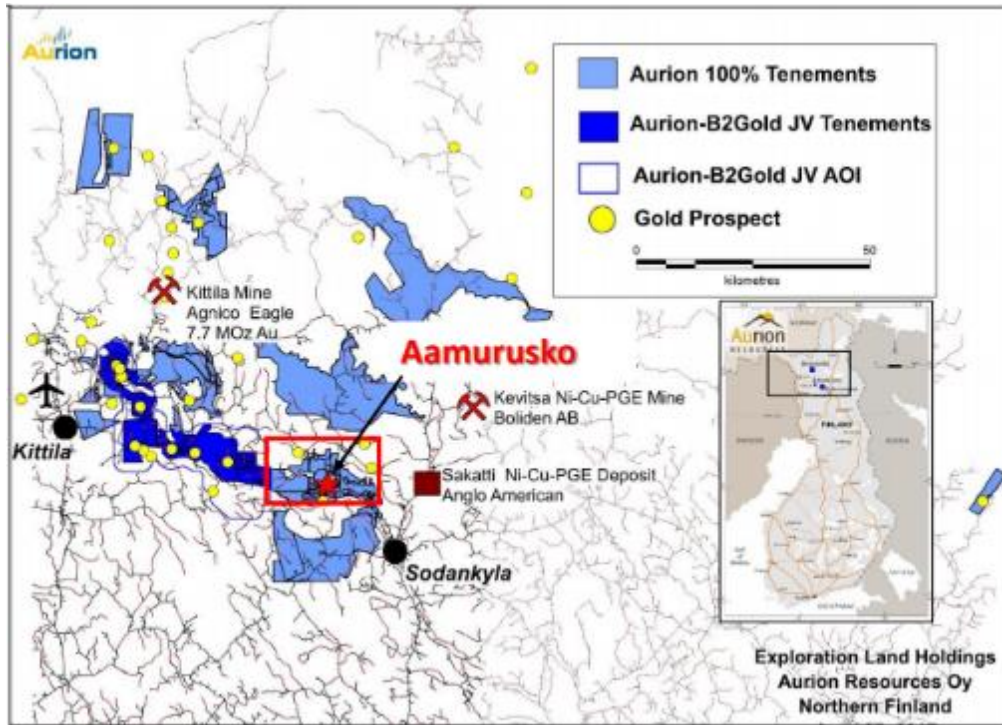 Aurion
Aurion 100% Tenements
Aurion-B2Gold JV Tenements
Aurion-B2Gold JV AOI
Gold Prospect
0 50
kilometres
Kittila Mine
Agnico Eagle
7.7 MOz Au
Aamurusko
Kevitsa Ni-Cu-PGE Mine
Boliden AB
Kittila
Sakatti Ni-Cu-PGE Deposit
Anglo American
Sodankyla
Aurion
RESOURCES
FINLAND
Exploration Land Holdings
Aurion Resources Oy
Northern Finland